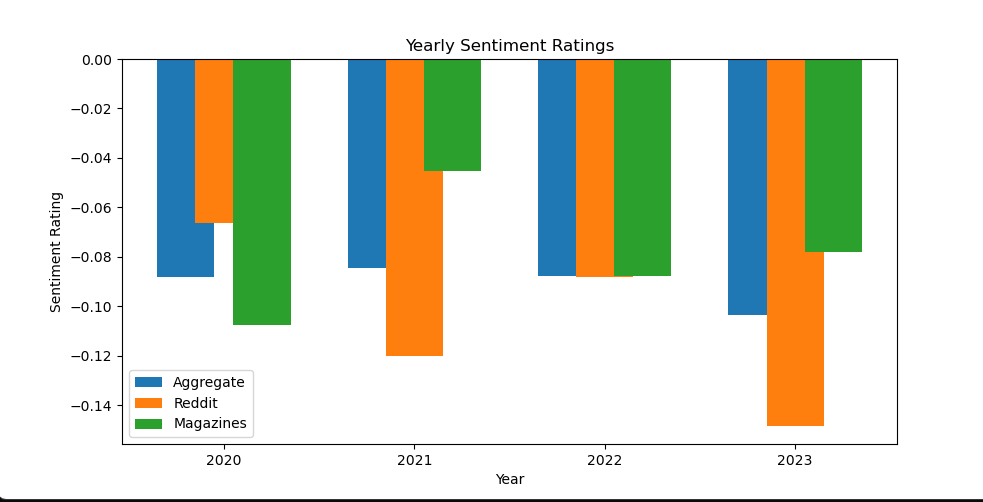 Yearly Sentiment Ratings
0.00
−0.02
−0.04
−0.06
−0.08
−0.10
−0.12
−0.14
Sentiment Rating
Aggregate
Reddit
Magazines
2020 2021 2022 2023
Year